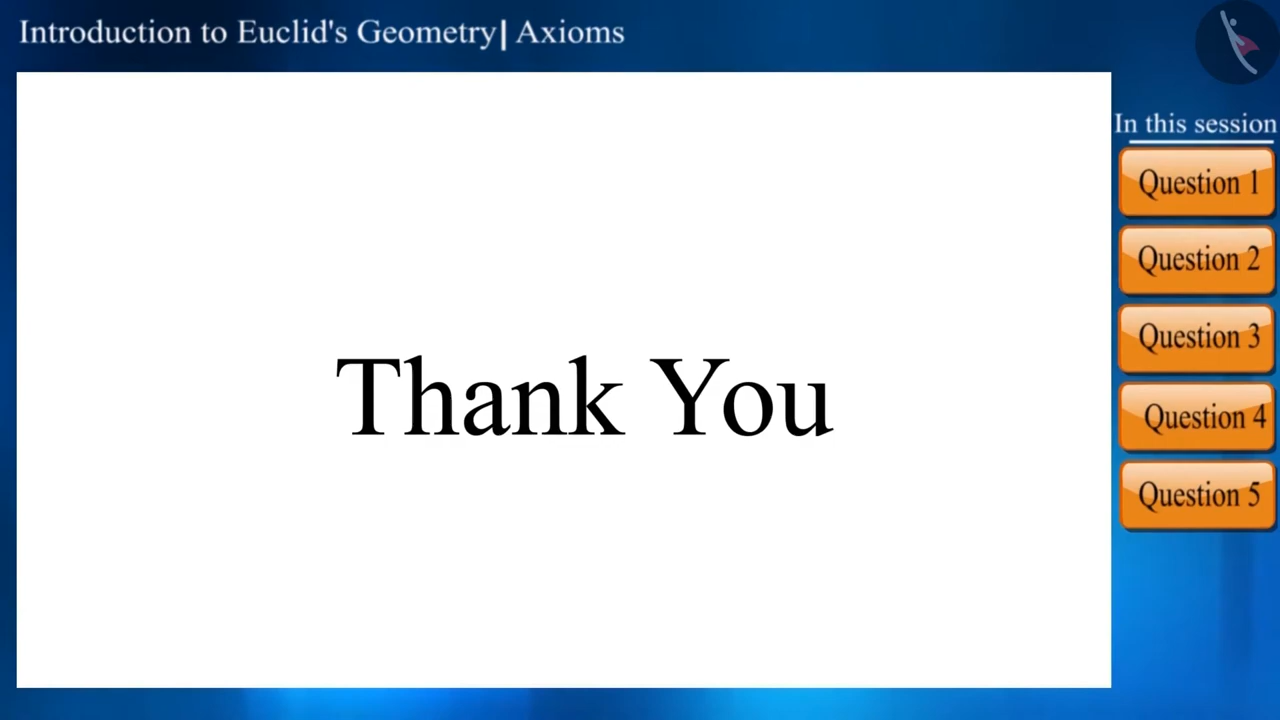 Introduction to Euclid's Geometry| Axioms
In this session
Question 1
Question 2
Question 3
Question 4
Question 5
Thank You